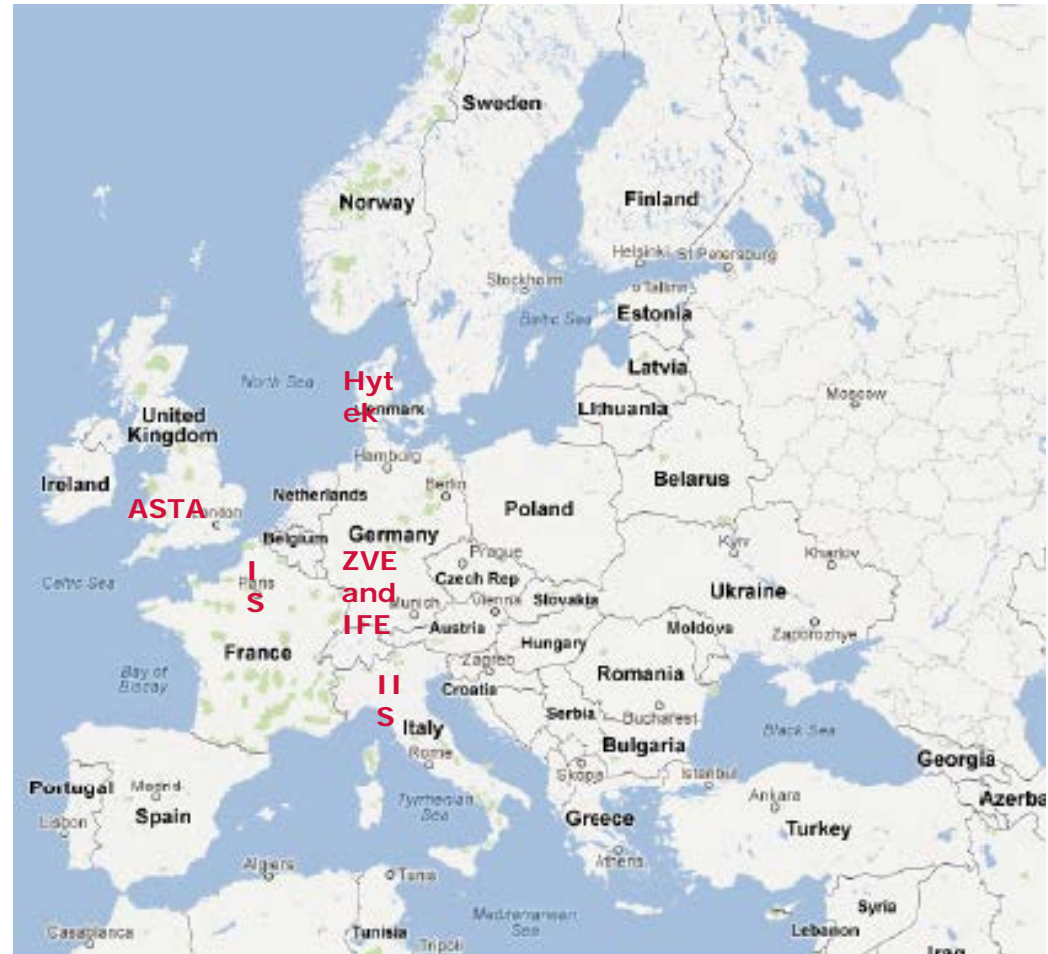 Sweden
Norway
Finland
Helsinki
St Petersburg
Stockholm
Tallinn
Estonia
Baltic Sea
Latvia
North Sea
Hyt
ek
Denmark
Moscow
Lithuania
United
Kingdom
Hamburg
Belarus
Ireland
Netherlands
Berlin
Poland
ASTA
London
Belgium
Germany
Kyiv
Kharkiv
Celtic Sea
I
S
Paris
ZVE
and
IFE
Prague
Czech Rep
Munich
Vienna
Slovakia
Ukraine
Austria
Moldova
Zaporozhye
France
Hungary
Bay of
Biscay
Zagreb
Romania
II
S
Croatia
Serbia
Bucharest
Italy
Black Sea
Bulgaria
Rome
Georgia
Portugal
Madrid
Skopje
Istanbul
Ankara
Azerba
Tyrrhenian
Sea
Lisbon
Spain
Greece
Turkey
Athens
Algiers
Tunis
Syria
Mediterranean
Sea
Casablanca
Tunisia
Lebanon
Tripoli
Iraq